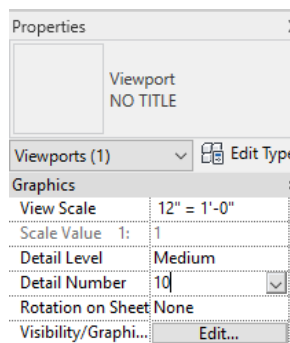 Properties
Viewport
NO TITLE
Viewports (1)
Edit Type
Graphics
View Scale 12" = 1'-0"
Scale Value 1: 1
Detail Level Medium
Detail Number 10
Rotation on Sheet None
Visibility/Graphi... Edit...